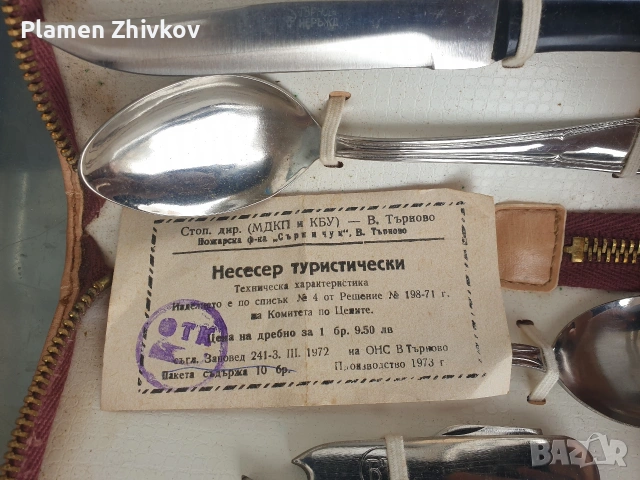 Plamen Zhivkov
Стоп. дир. (МДКП и КБУ) — В. Търново
Ножарска ф-ка „Сърп и чук“, В. Търново
Несесер туристически
Техническа характеристика
Изделието е по списък № 4 от Решение № 198-71 г.
на Комитета по Цените.
Цена на дребно за 1 бр. 9.50 лв
съгл. Заповед 241-3. III. 1972 на ОНС В Търново
Пакета съдържа 10 бр. Производство 1973 г
ОТК
BAZAR